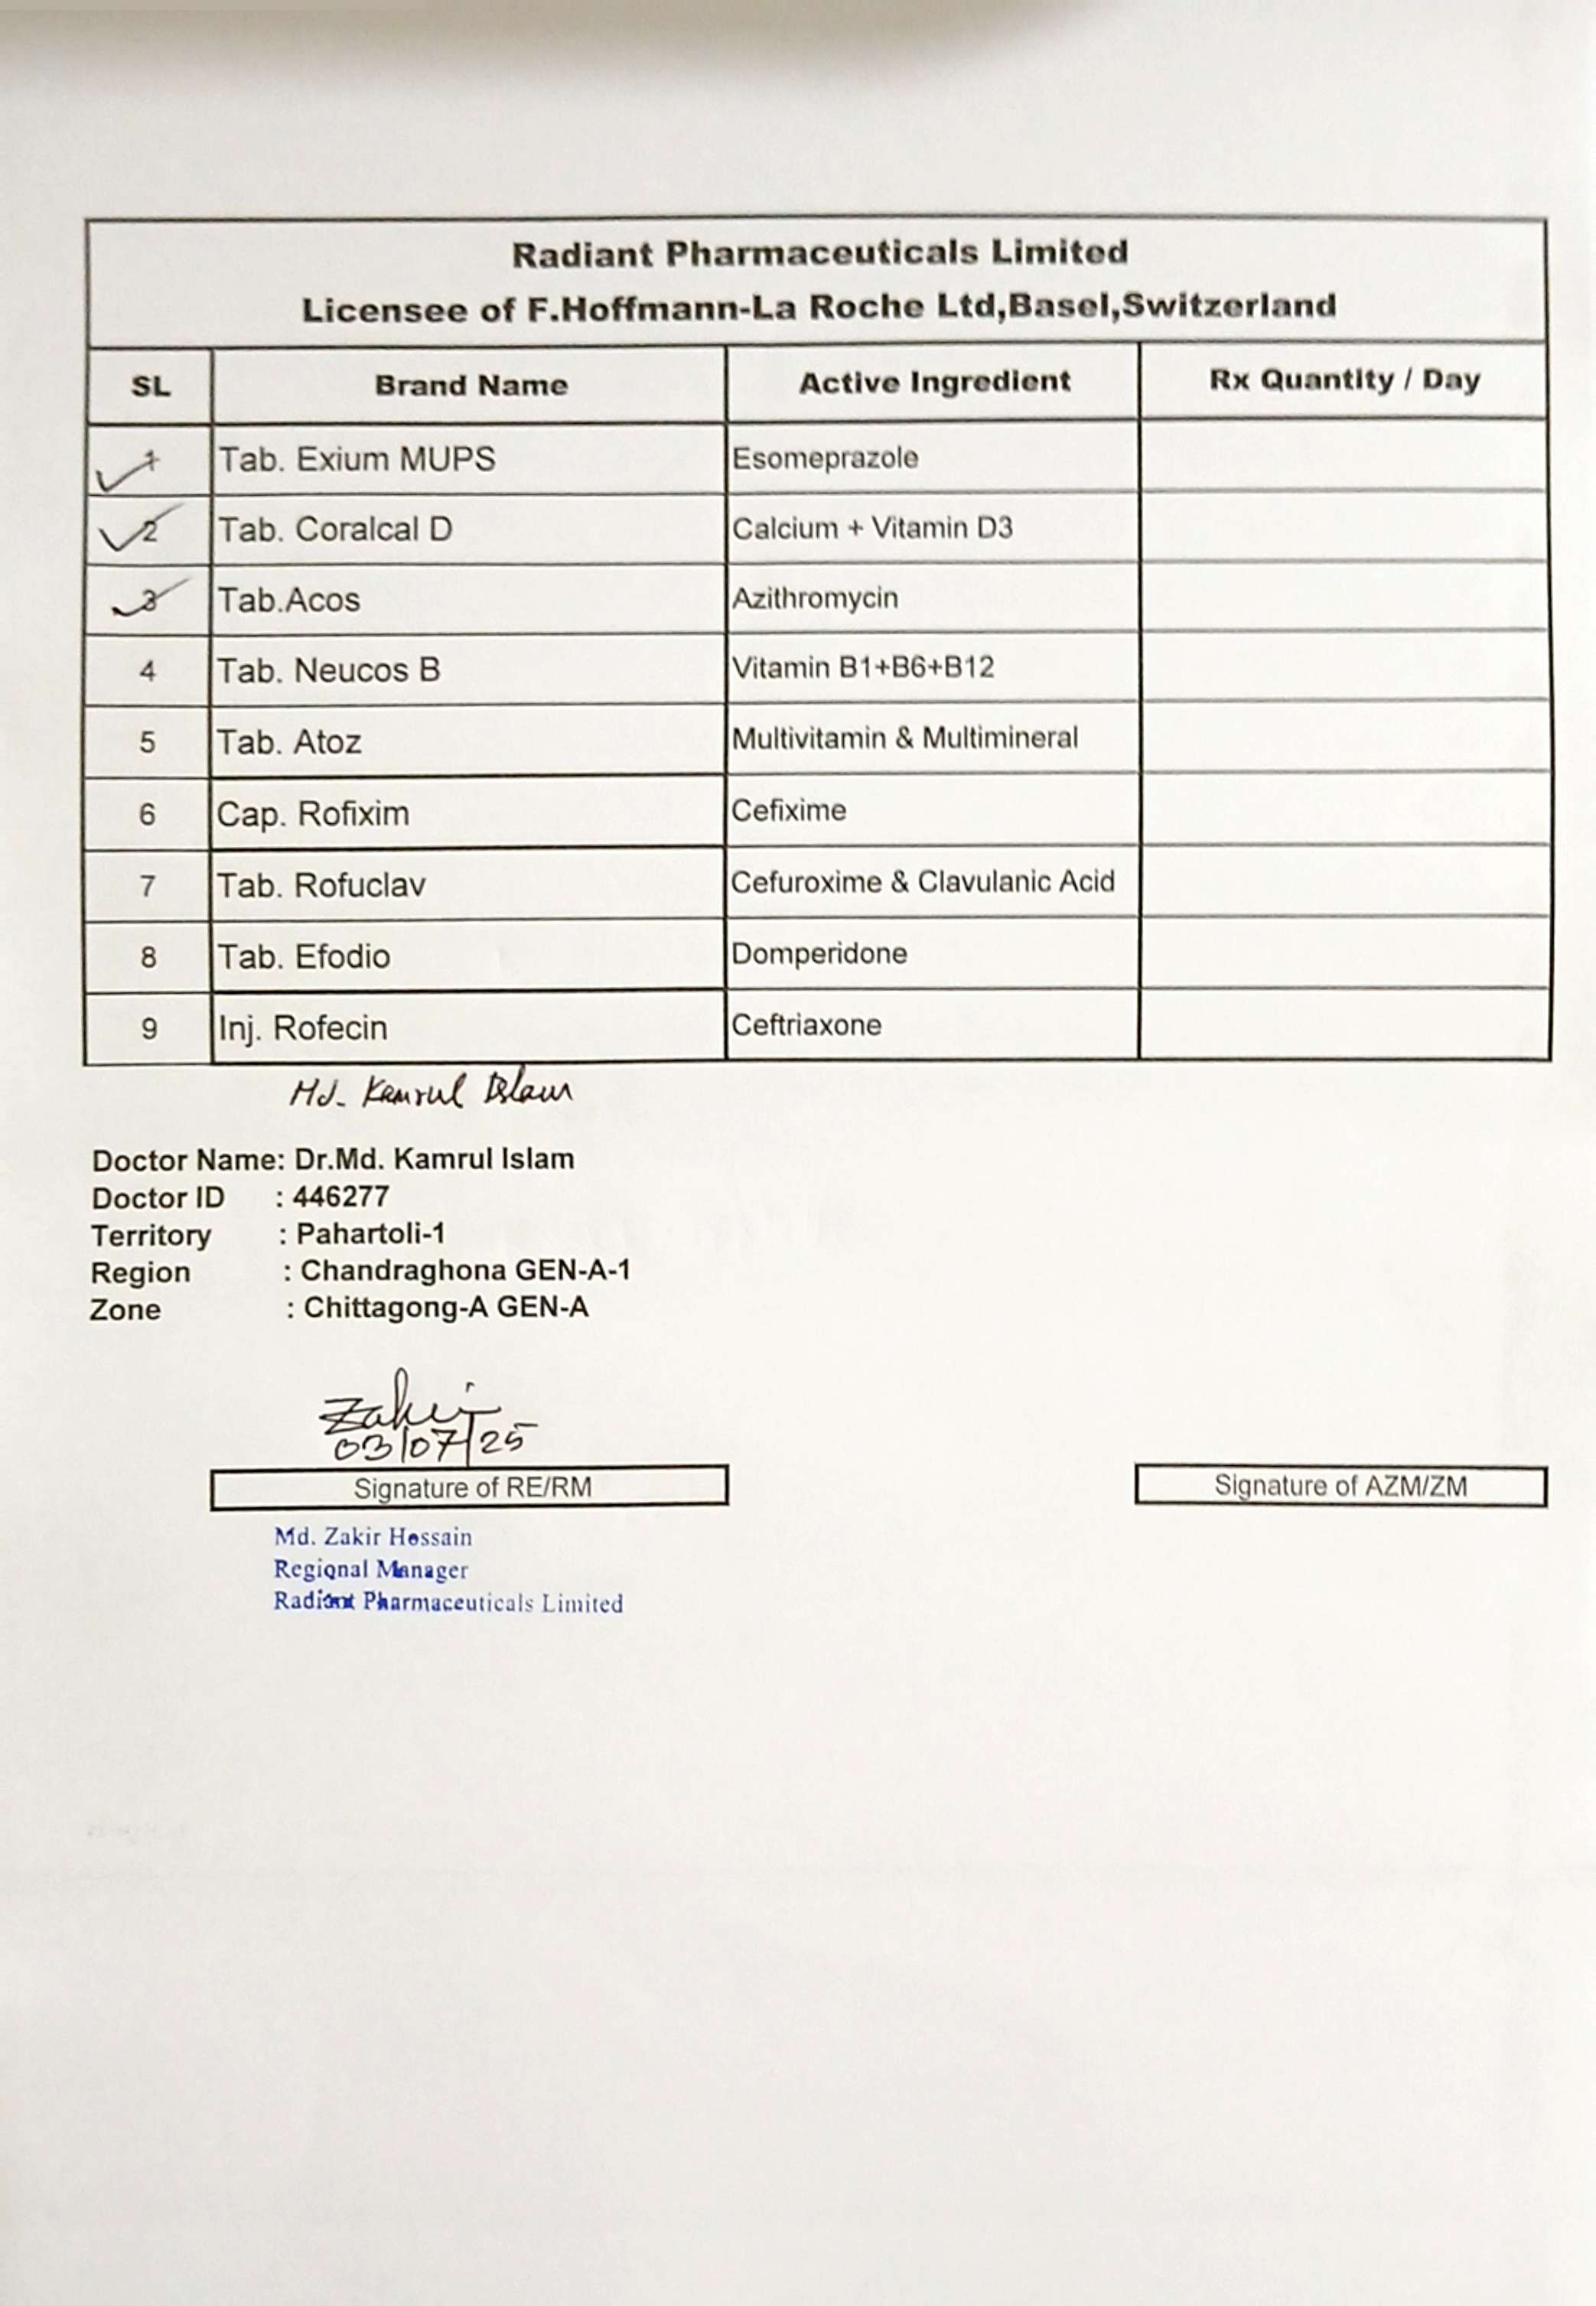 Radiant Pharmaceuticals Limited
Licensee of F.Hoffmann-La Roche Ltd,Basel,Switzerland
SL Brand Name Active Ingredient Rx Quantity / Day
1 Tab. Exium MUPS Esomeprazole
2 Tab. Coralcal D Calcium + Vitamin D3
3 Tab.Acos Azithromycin
4 Tab. Neucos B Vitamin B1+B6+B12
5 Tab. Atoz Multivitamin & Multimineral
6 Cap. Rofixim Cefixime
7 Tab. Rofuclav Cefuroxime & Clavulanic Acid
8 Tab. Efodio Domperidone
9 Inj. Rofecin Ceftriaxone
Md. Kamrul Islam
Doctor Name: Dr.Md. Kamrul Islam
Doctor ID : 446277
Territory : Pahartoli-1
Region : Chandraghona GEN-A-1
Zone : Chittagong-A GEN-A
Zakir
03/07/25
Signature of RE/RM Signature of AZM/ZM
Md. Zakir Hossain
Regional Manager
Radiant Pharmaceuticals Limited